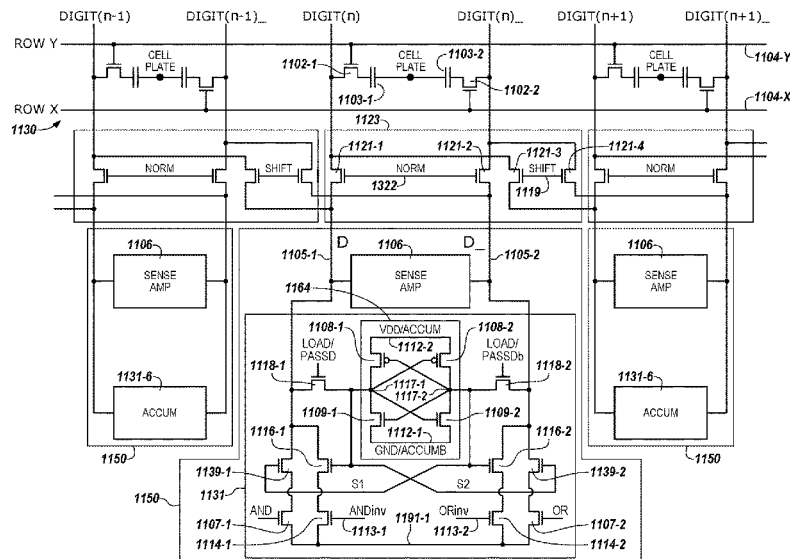 DIGIT(n-1) DIGIT(n-1)_ DIGIT(n) DIGIT(n)_ DIGIT(n+1) DIGIT(n+1)_
ROW Y
1103-2
1102-1
CELL PLATE
CELL PLATE
CELL PLATE
1104-Y
1102-2
1103-1
ROW X
1104-X
1130
1123
1121-1 1121-2 1121-3 1121-4
NORM SHIFT NORM SHIFT NORM
1322 1119
1106 1105-1 D 1106 D_ 1105-2 1106
SENSE AMP
SENSE AMP
SENSE AMP
1164
1108-1 1108-2
VDD/ACCUM
LOAD/PASSD
1112-2
LOAD/PASSDb
1118-1 1117-1 1118-2
1117-2
1131-6 1131-6
ACCUM ACCUM
1109-1 1109-2
1112-1
1116-1 1116-2
GND/ACCUMB
1150 1150
1139-1 S1 S2 1139-2
1150 1131
AND ANDinv ORinv OR
1107-1 1191-1 1107-2
1113-1 1113-2
1114-1 1114-2